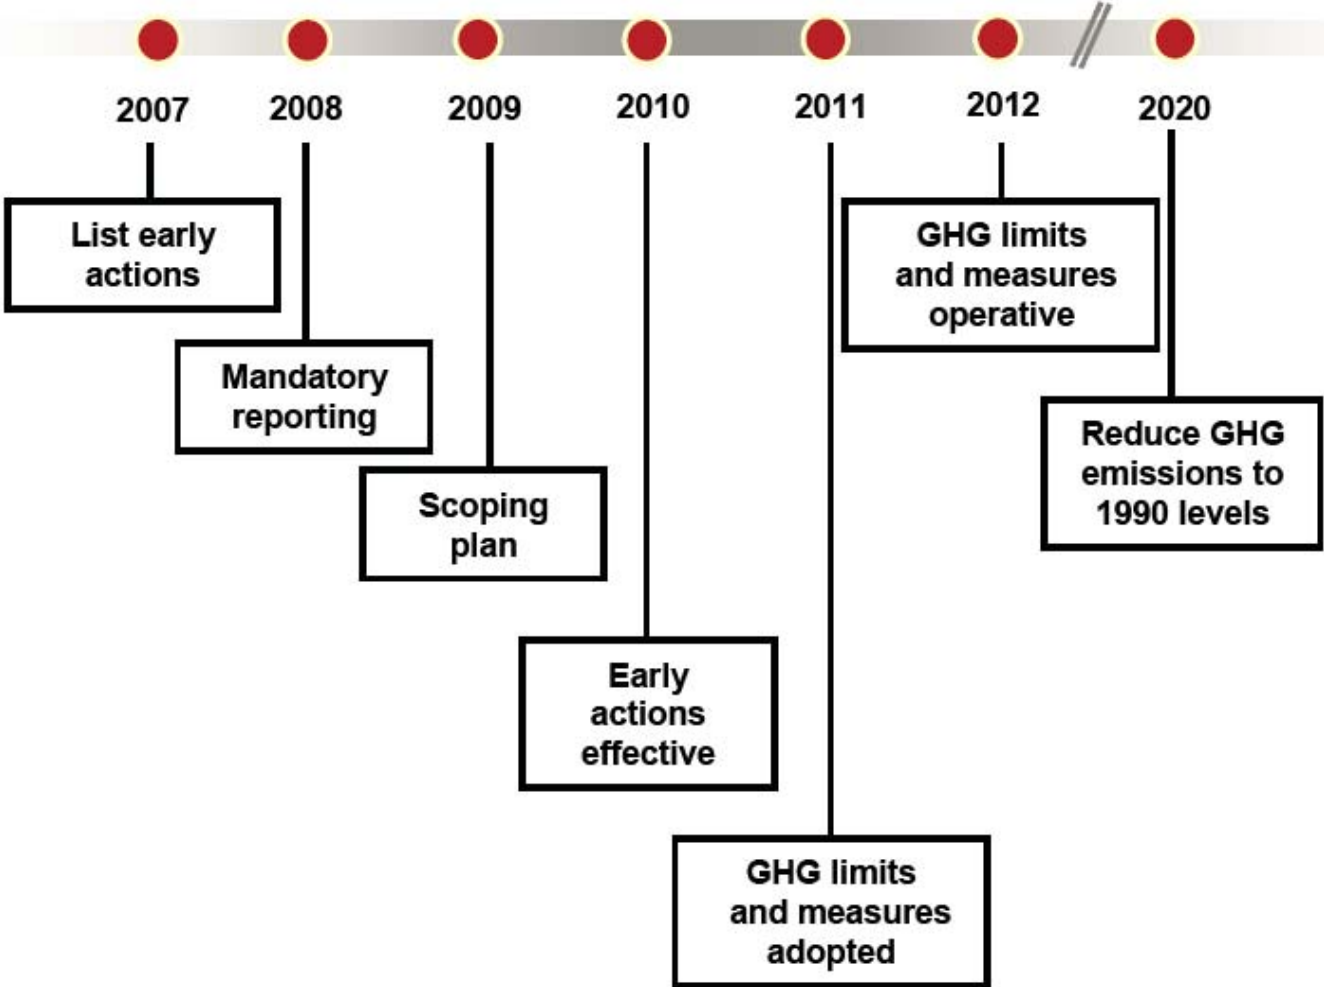 2007
2008
2009
2010
2011
2012
2020
List early
actions
Mandatory
reporting
Scoping
plan
Early
actions
effective
GHG limits
and measures
adopted
GHG limits
and measures
operative
Reduce GHG
emissions to
1990 levels